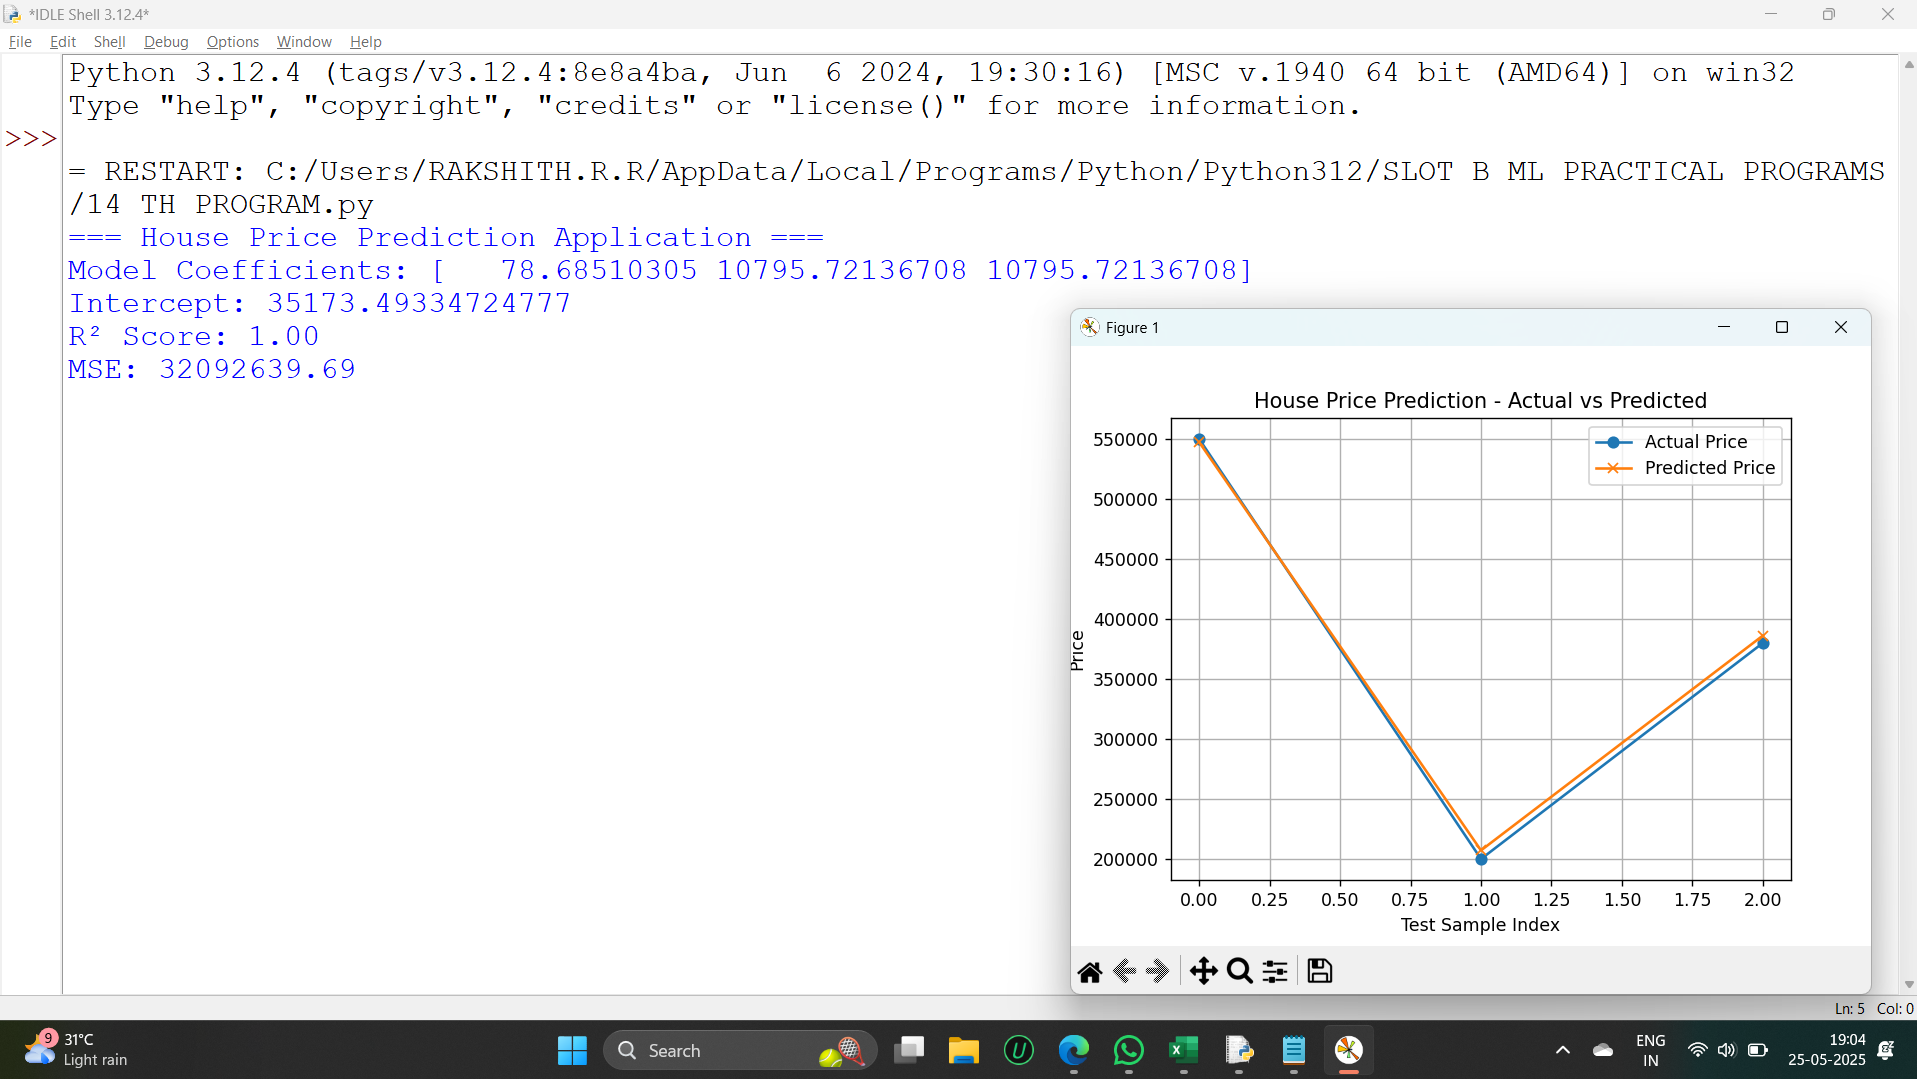 *IDLE Shell 3.12.4*
File Edit Shell Debug Options Window Help
Python 3.12.4 (tags/v3.12.4:8e8a4ba, Jun  6 2024, 19:30:16) [MSC v.1940 64 bit (AMD64)] on win32
Type "help", "copyright", "credits" or "license()" for more information.
>>>
= RESTART: C:/Users/RAKSHITH.R.R/AppData/Local/Programs/Python/Python312/SLOT B ML PRACTICAL PROGRAMS
/14 TH PROGRAM.py
=== House Price Prediction Application ===
Model Coefficients: [   78.68510305 10795.72136708 10795.72136708]
Intercept: 35173.49334724777
R² Score: 1.00
MSE: 32092639.69
Figure 1
House Price Prediction - Actual vs Predicted
Actual Price
Predicted Price
550000
500000
450000
400000
350000
300000
250000
200000
Price
0.00 0.25 0.50 0.75 1.00 1.25 1.50 1.75 2.00
Test Sample Index
Ln: 5 Col: 0
9
31°C
Light rain
Search
ENG
IN
19:04
25-05-2025